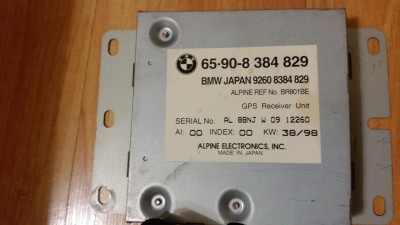 BMW
65·90-8 384 829
BMW JAPAN 9260 8384 829
ALPINE REF No. BR801BE
GPS Receiver Unit
SERIAL No. AL 8BNJ W 09 12260
AI: 00 INDEX: 00 KW: 38/98
ALPINE ELECTRONICS, INC.
MADE IN JAPAN